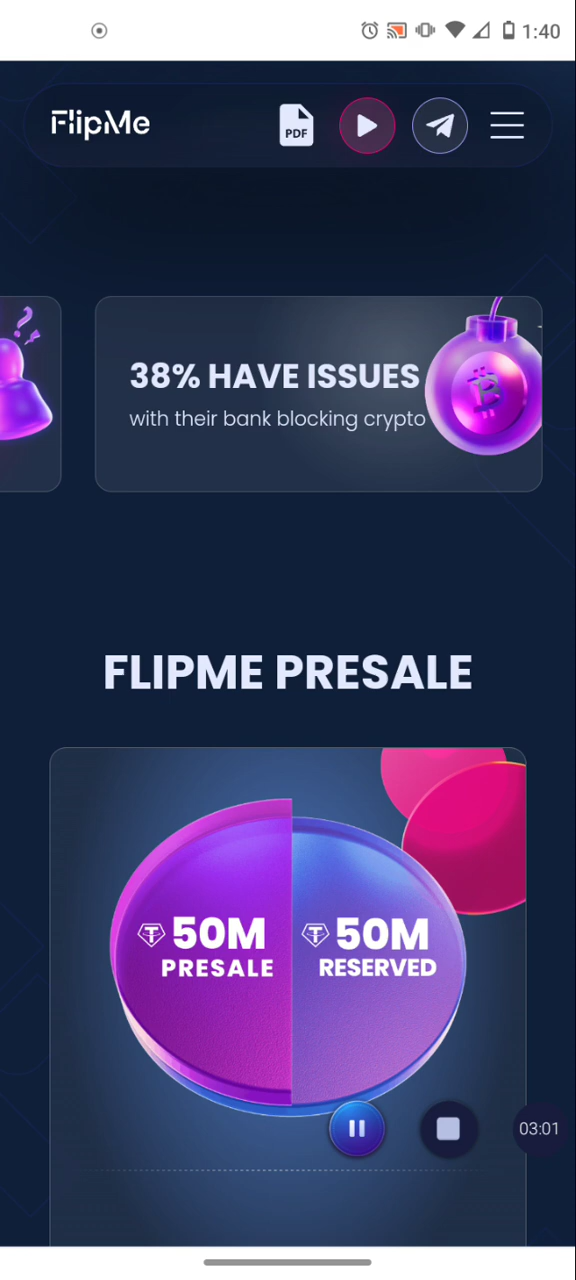 1:40
FlipMe
PDF
38% HAVE ISSUES
with their bank blocking crypto
FLIPME PRESALE
50M
PRESALE
50M
RESERVED
03:01